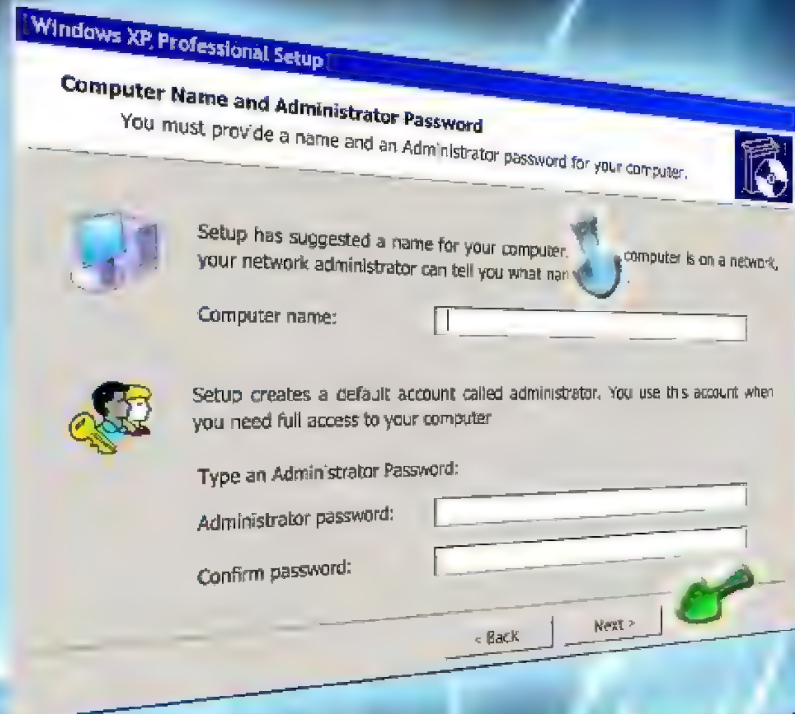 Windows XP Professional Setup
Computer Name and Administrator Password
You must provide a name and an Administrator password for your computer.
Setup has suggested a name for your computer. computer is on a network,
your network administrator can tell you what
Computer name:
Setup creates a default account called administrator. You use this account when
you need full access to your computer
Type an Administrator Password:
Administrator password:
Confirm password:
< Back
Next >